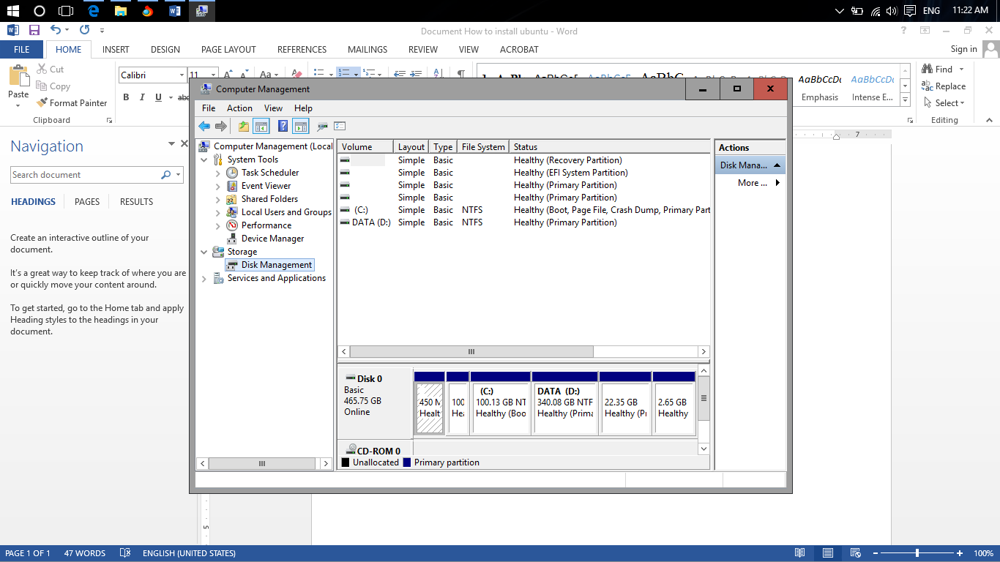 ENG 11:22 AM
Document How to install ubuntu - Word
FILE HOME INSERT DESIGN PAGE LAYOUT REFERENCES MAILINGS REVIEW VIEW ACROBAT Sign in
Paste
Cut
Copy
Format Painter
Clipboard
Calibri 11
B I U abc
AaBbCcDc AaBbCcDc
Emphasis Intense E...
Find
Replace
Select
Editing
Navigation
Search document
HEADINGS PAGES RESULTS
Create an interactive outline of your
document.
It's a great way to keep track of where you are
or quickly move your content around.
To get started, go to the Home tab and apply
Heading styles to the headings in your
document.
7
5
Computer Management
File Action View Help
Computer Management (Local
System Tools
Task Scheduler
Event Viewer
Shared Folders
Local Users and Groups
Performance
Device Manager
Storage
Disk Management
Services and Applications
Volume Layout Type File System Status
Simple Basic Healthy (Recovery Partition)
Simple Basic Healthy (EFI System Partition)
Simple Basic Healthy (Primary Partition)
Simple Basic Healthy (Primary Partition)
(C:) Simple Basic NTFS Healthy (Boot, Page File, Crash Dump, Primary Part
DATA (D:) Simple Basic NTFS Healthy (Primary Partition)
Actions
Disk Mana...
More ...
Disk 0
Basic
465.75 GB
Online
450 M
Healt
100
Hea
(C:)
100.13 GB NT
Healthy (Boo
DATA (D:)
340.08 GB NTF
Healthy (Prima
22.35 GB
Healthy (Pr
2.65 GB
Healthy
CD-ROM 0
Unallocated Primary partition
PAGE 1 OF 1 47 WORDS ENGLISH (UNITED STATES) 100%